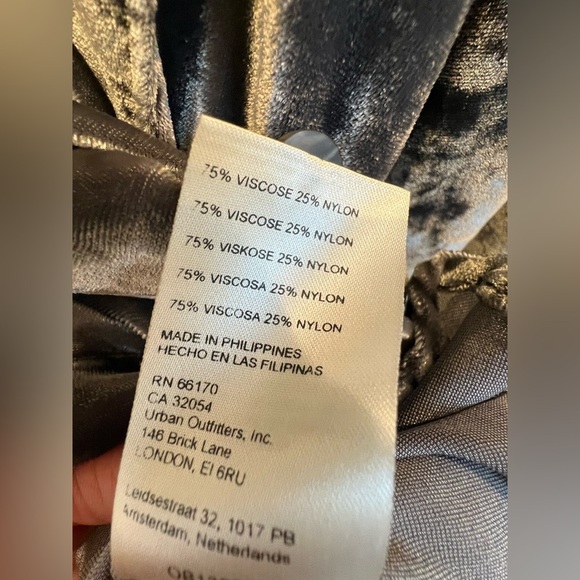 75% VISCOSE 25% NYLON
75% VISCOSE 25% NYLON
75% VISKOSE 25% NYLON
75% VISCOSA 25% NYLON
75% VISCOSA 25% NYLON
MADE IN PHILIPPINES
HECHO EN LAS FILIPINAS
RN 66170
CA 32054
Urban Outfitters, Inc.
146 Brick Lane
LONDON, EI 6RU
Leidsestraat 32, 1017 PB
Amsterdam, Netherlands